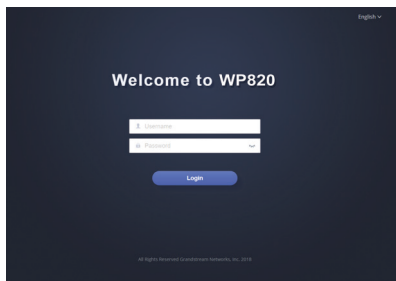 English
Welcome to WP820
Username
Password
Login
All Rights Reserved Grandstream Networks, Inc. 2018